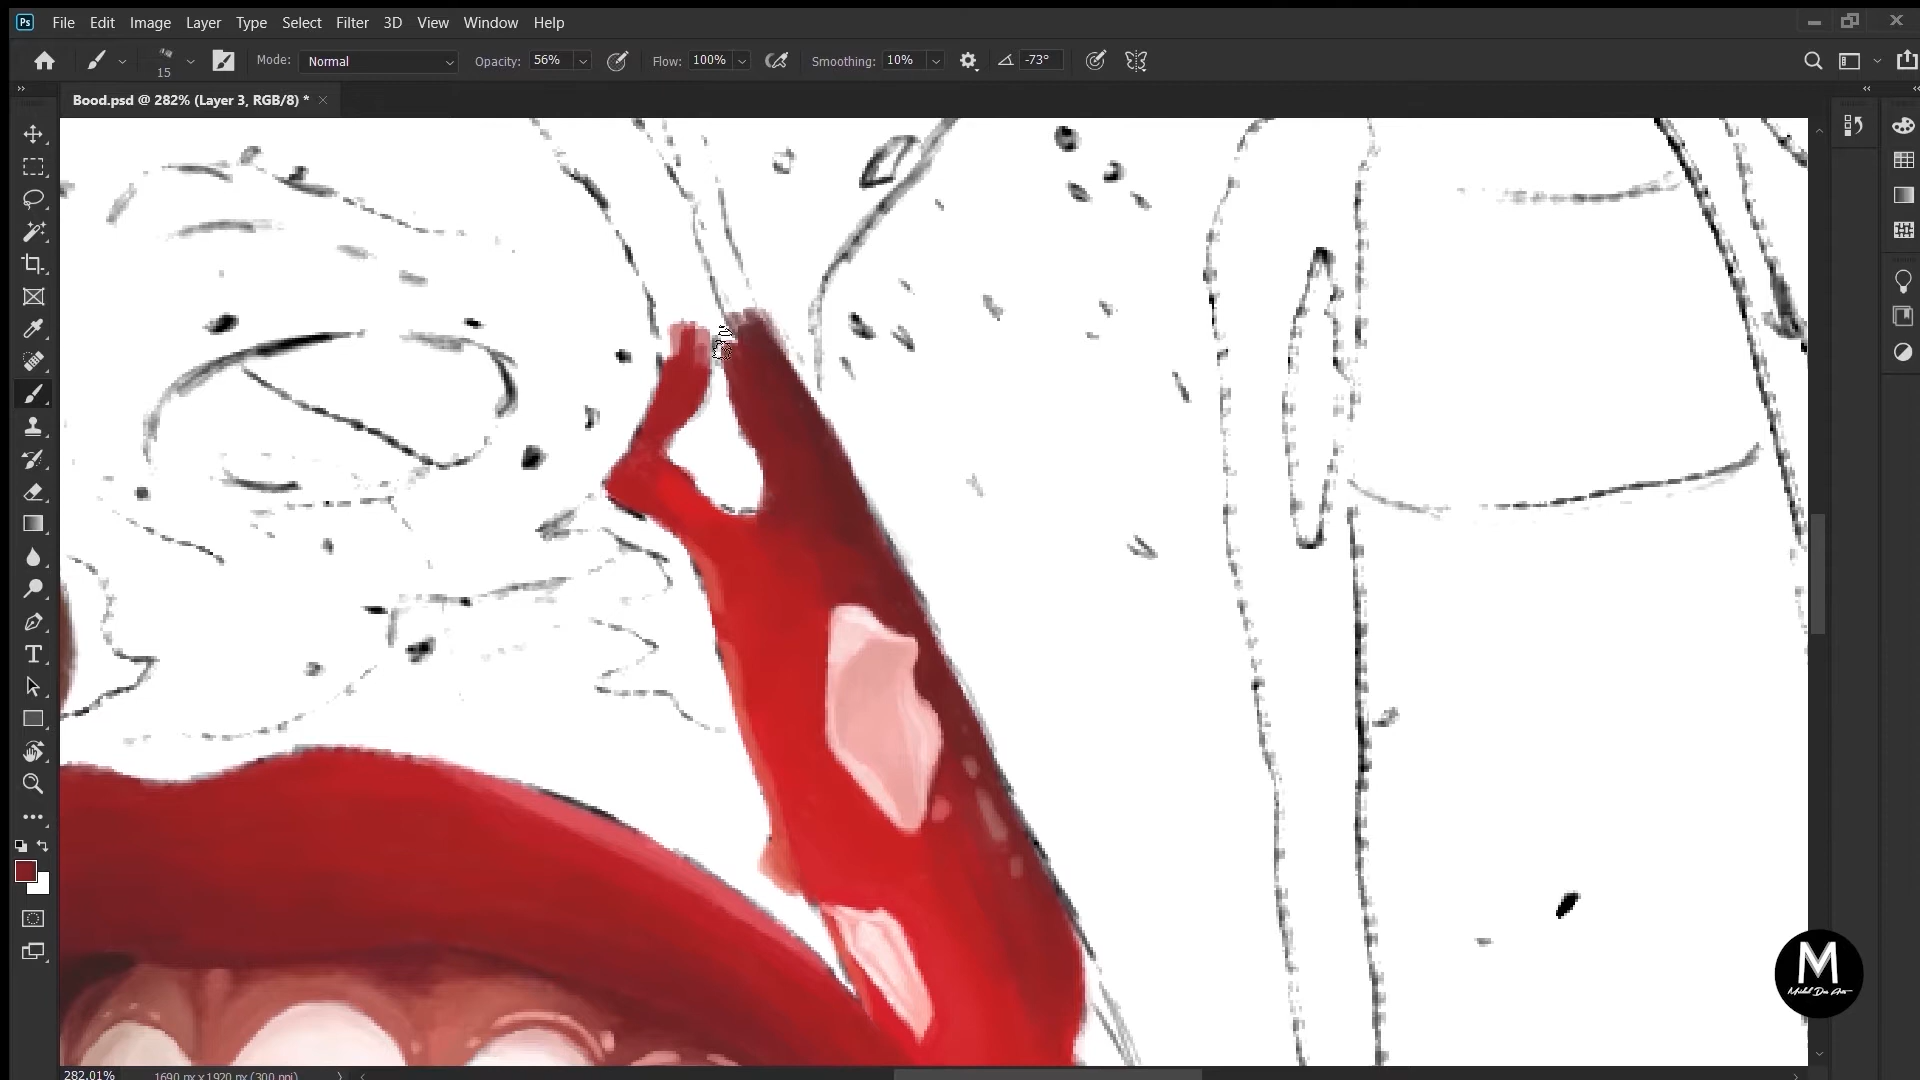 Ps File Edit Image Layer Type Select Filter 3D View Window Help
15 Mode: Normal Opacity: 56% Flow: 100% Smoothing: 10% -73°
Bood.psd @ 282% (Layer 3, RGB/8) *
M
282.01% 1690 px x 1920 px (300 ppi)